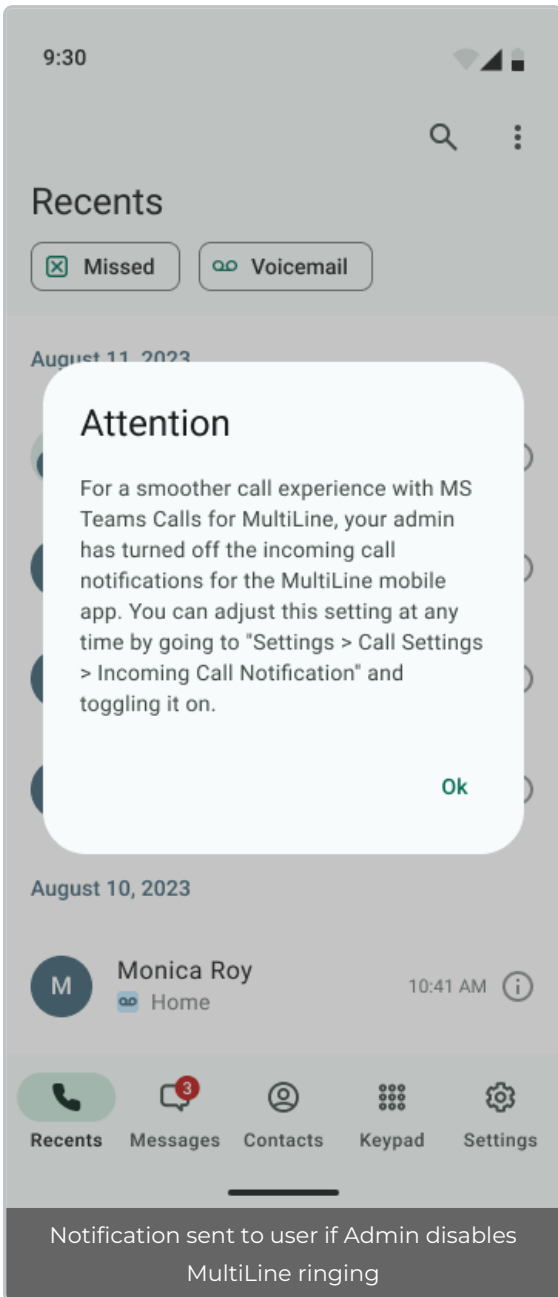 9:30
Recents
Missed
Voicemail
August 11, 2023
Attention
For a smoother call experience with MS
Teams Calls for MultiLine, your admin
has turned off the incoming call
notifications for the MultiLine mobile
app. You can adjust this setting at any
time by going to "Settings > Call Settings
> Incoming Call Notification" and
toggling it on.
Ok
August 10, 2023
M
Monica Roy
10:41 AM
Home
3
Recents Messages Contacts Keypad Settings
Notification sent to user if Admin disables
MultiLine ringing